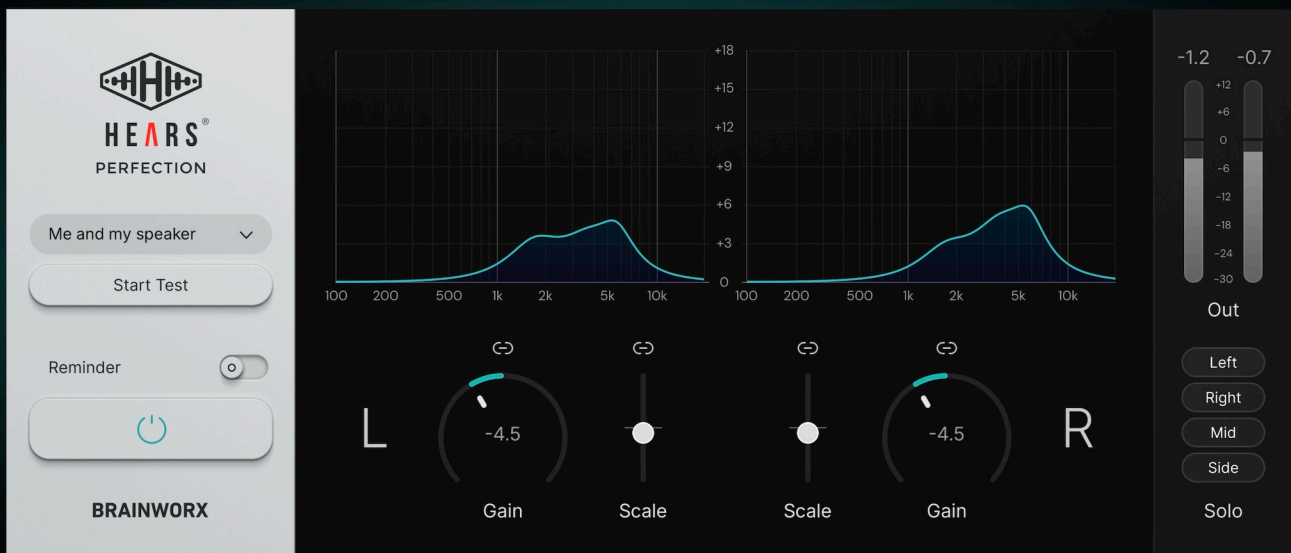 HEARS®
PERFECTION
Me and my speaker
Start Test
Reminder
BRAINWORX
+18
+15
+12
+9
+6
+3
0
100 200 500 1k 2k 5k 10k
100 200 500 1k 2k 5k 10k
L
-4.5
Gain
Scale
Scale
-4.5
Gain
R
-1.2 -0.7
+12
+6
0
-6
-12
-18
-24
-30
Out
Left
Right
Mid
Side
Solo